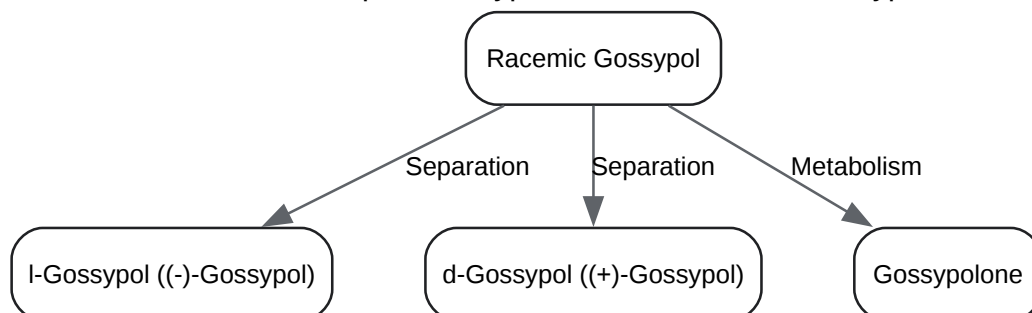 Racemic Gossypol
Separation
Separation
Metabolism
l-Gossypol ((-)-Gossypol)
d-Gossypol ((+)-Gossypol)
Gossypolone